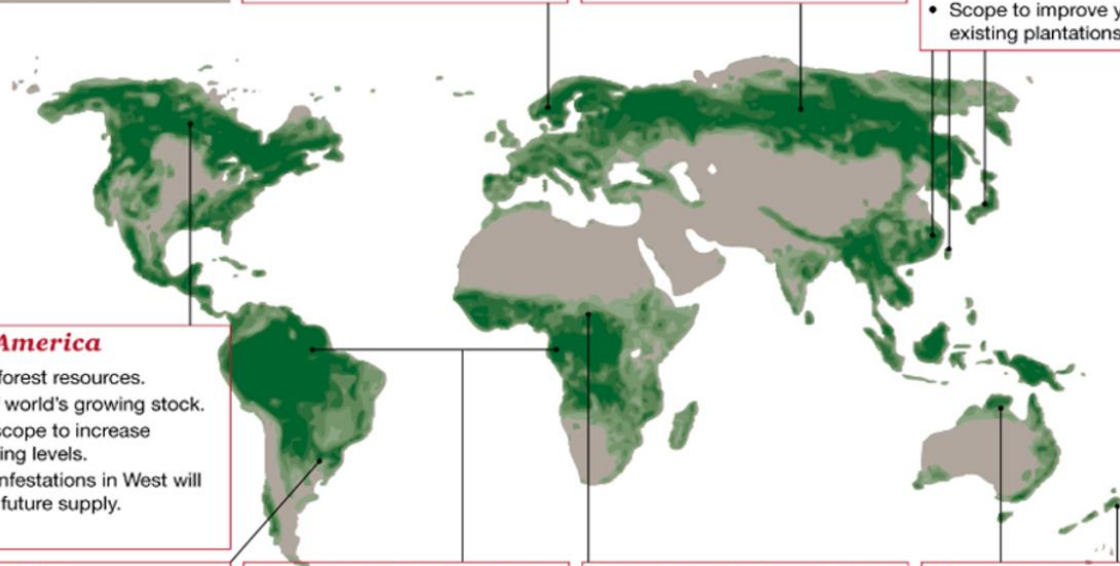 • Scope to improve y
existing plantations
America
forest resources.
world's growing stock.
scope to increase
ing levels.
nfestations in West will
future supply.